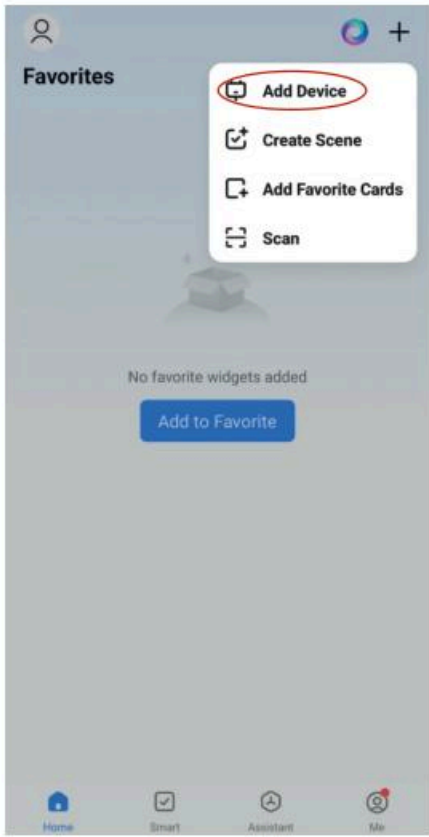 Favorites
Add Device
Create Scene
Add Favorite Cards
Scan
No favorite widgets added
Add to Favorite
Home
Smart
Assistant
Me